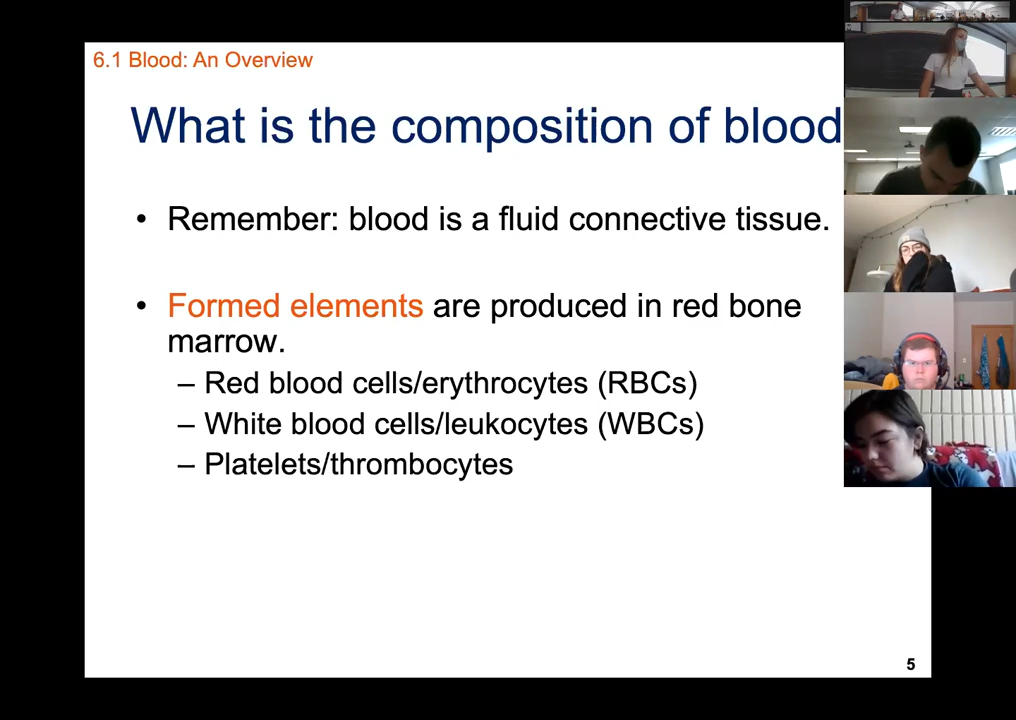 6.1 Blood: An Overview
What is the composition of blood
• Remember: blood is a fluid connective tissue.
• Formed elements are produced in red bone
marrow.
– Red blood cells/erythrocytes (RBCs)
– White blood cells/leukocytes (WBCs)
– Platelets/thrombocytes
5